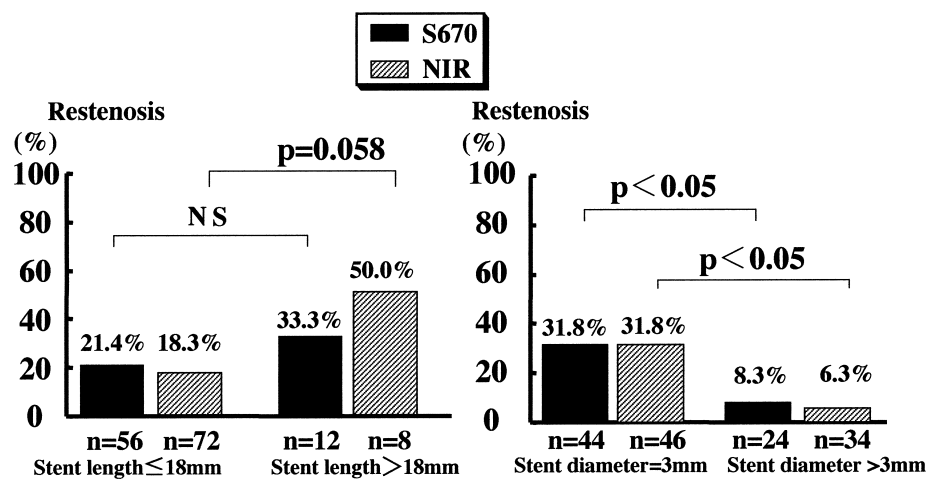 S670
NIR
Restenosis
(%)
100
80
60
40
20
0
p=0.058
NS
21.4%
18.3%
33.3%
50.0%
n=56
n=72
n=12
n=8
Stent length≤18mm
Stent length>18mm
Restenosis
(%)
100
80
60
40
20
0
p<0.05
p<0.05
31.8%
31.8%
8.3%
6.3%
n=44
n=46
n=24
n=34
Stent diameter=3mm
Stent diameter >3mm